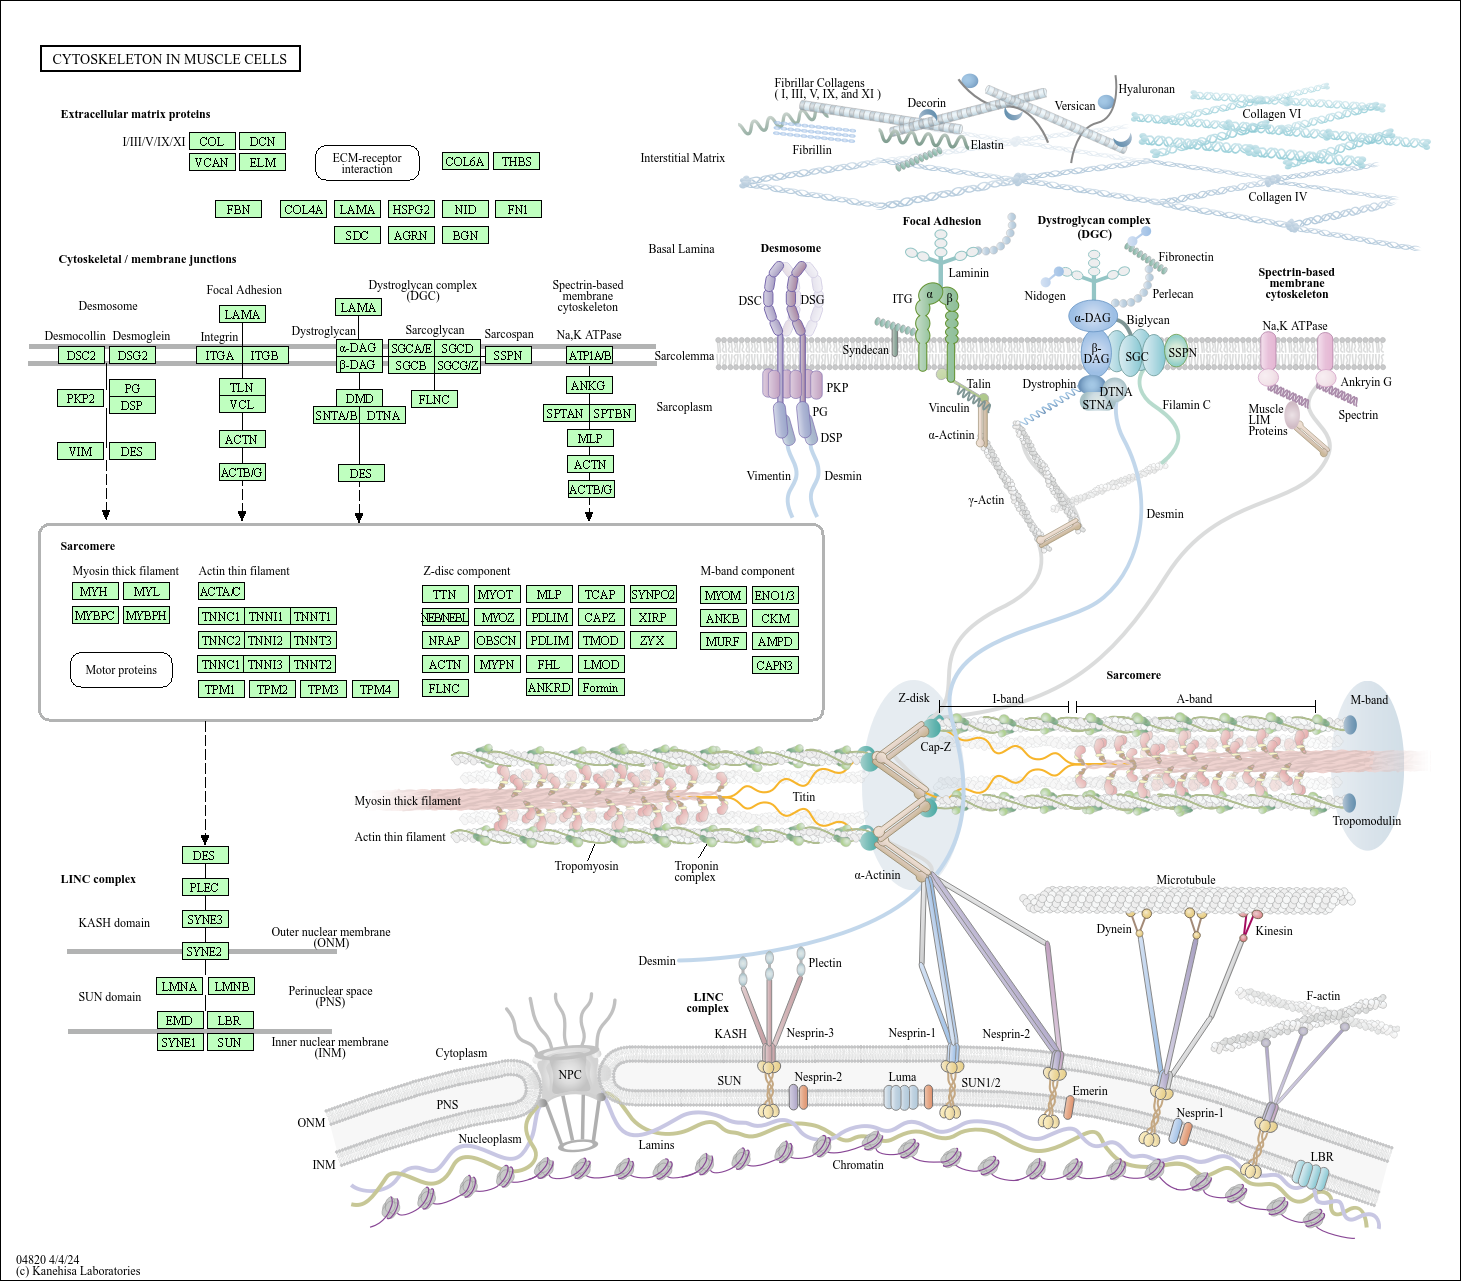 CYTOSKELETON IN MUSCLE CELLS
Extracellular matrix proteins
I/III/V/IX/XI COL DCN
VCAN ELM
ECM-receptor
interaction
COL6A THBS
FBN COL4A LAMA HSPG2 NID FN1
SDC AGRN BGN
Cytoskeletal / membrane junctions
Desmosome
Desmocollin Desmoglein
DSC2 DSG2
PKP2 PG
DSP
VIM DES
Focal Adhesion
LAMA
Integrin
ITGA ITGB
TLN
VCL
ACTN
ACTB/G
Dystroglycan complex
(DGC)
LAMA
Dystroglycan
Sarcoglycan
Sarcospan
α-DAG SGCA/E SGCD SSPN
β-DAG SGCB SGCG/Z
DMD FLNC
SNTA/B DTNA
DES
Spectrin-based
membrane
cytoskeleton
Na,K ATPase
ATP1A/B
ANKG
SPTAN SPTBN
MLP
ACTN
ACTB/G
Sarcomere
Myosin thick filament
MYH MYL
MYBPC MYBPH
Motor proteins
Actin thin filament
ACTA/C
TNNC1 TNNI1 TNNT1
TNNC2 TNNI2 TNNT3
TNNC1 TNNI3 TNNT2
TPM1 TPM2 TPM3 TPM4
Z-disc component
TTN MYOT MLP TCAP SYNPO2
NEB/NEBL MYOZ PDLIM CAPZ XIRP
NRAP OBSCN PDLIM TMOD ZYX
ACTN MYPN FHL LMOD
FLNC ANKRD Formin
M-band component
MYOM ENO1/3
ANKB CKM
MURF AMPD
CAPN3
DES
LINC complex
PLEC
KASH domain
SYNE3
Outer nuclear membrane
(ONM)
SYNE2
SUN domain
LMNA LMNB
Perinuclear space
(PNS)
EMD LBR
SYNE1 SUN
Inner nuclear membrane
(INM)
04820 4/4/24
(c) Kanehisa Laboratories
Fibrillar Collagens
( I, III, V, IX, and XI )
Decorin
Versican
Hyaluronan
Collagen VI
Fibrillin
Elastin
Interstitial Matrix
Collagen IV
Basal Lamina
Desmosome
DSC
DSG
Sarcolemma
Sarcoplasm
PKP
PG
DSP
Vimentin
Desmin
Focal Adhesion
Laminin
ITG
α
β
Syndecan
Talin
Vinculin
α-Actinin
γ-Actin
Dystroglycan complex
(DGC)
Fibronectin
Nidogen
Perlecan
α-DAG
Biglycan
β-
DAG
SGC
SSPN
Dystrophin
DTNA
STNA
Filamin C
Desmin
Spectrin-based
membrane
cytoskeleton
Na,K ATPase
Ankryin G
Muscle
LIM
Proteins
Spectrin
Sarcomere
Z-disk
I-band
A-band
M-band
Cap-Z
Titin
Myosin thick filament
Actin thin filament
Tropomyosin
Troponin
complex
α-Actinin
Tropomodulin
Microtubule
Dynein
Kinesin
Desmin
Plectin
F-actin
LINC
complex
KASH
Nesprin-3
Nesprin-1
Nesprin-2
Cytoplasm
NPC
SUN
Nesprin-2
Luma
SUN1/2
Emerin
PNS
Nesprin-1
ONM
Nucleoplasm
Lamins
INM
Chromatin
LBR